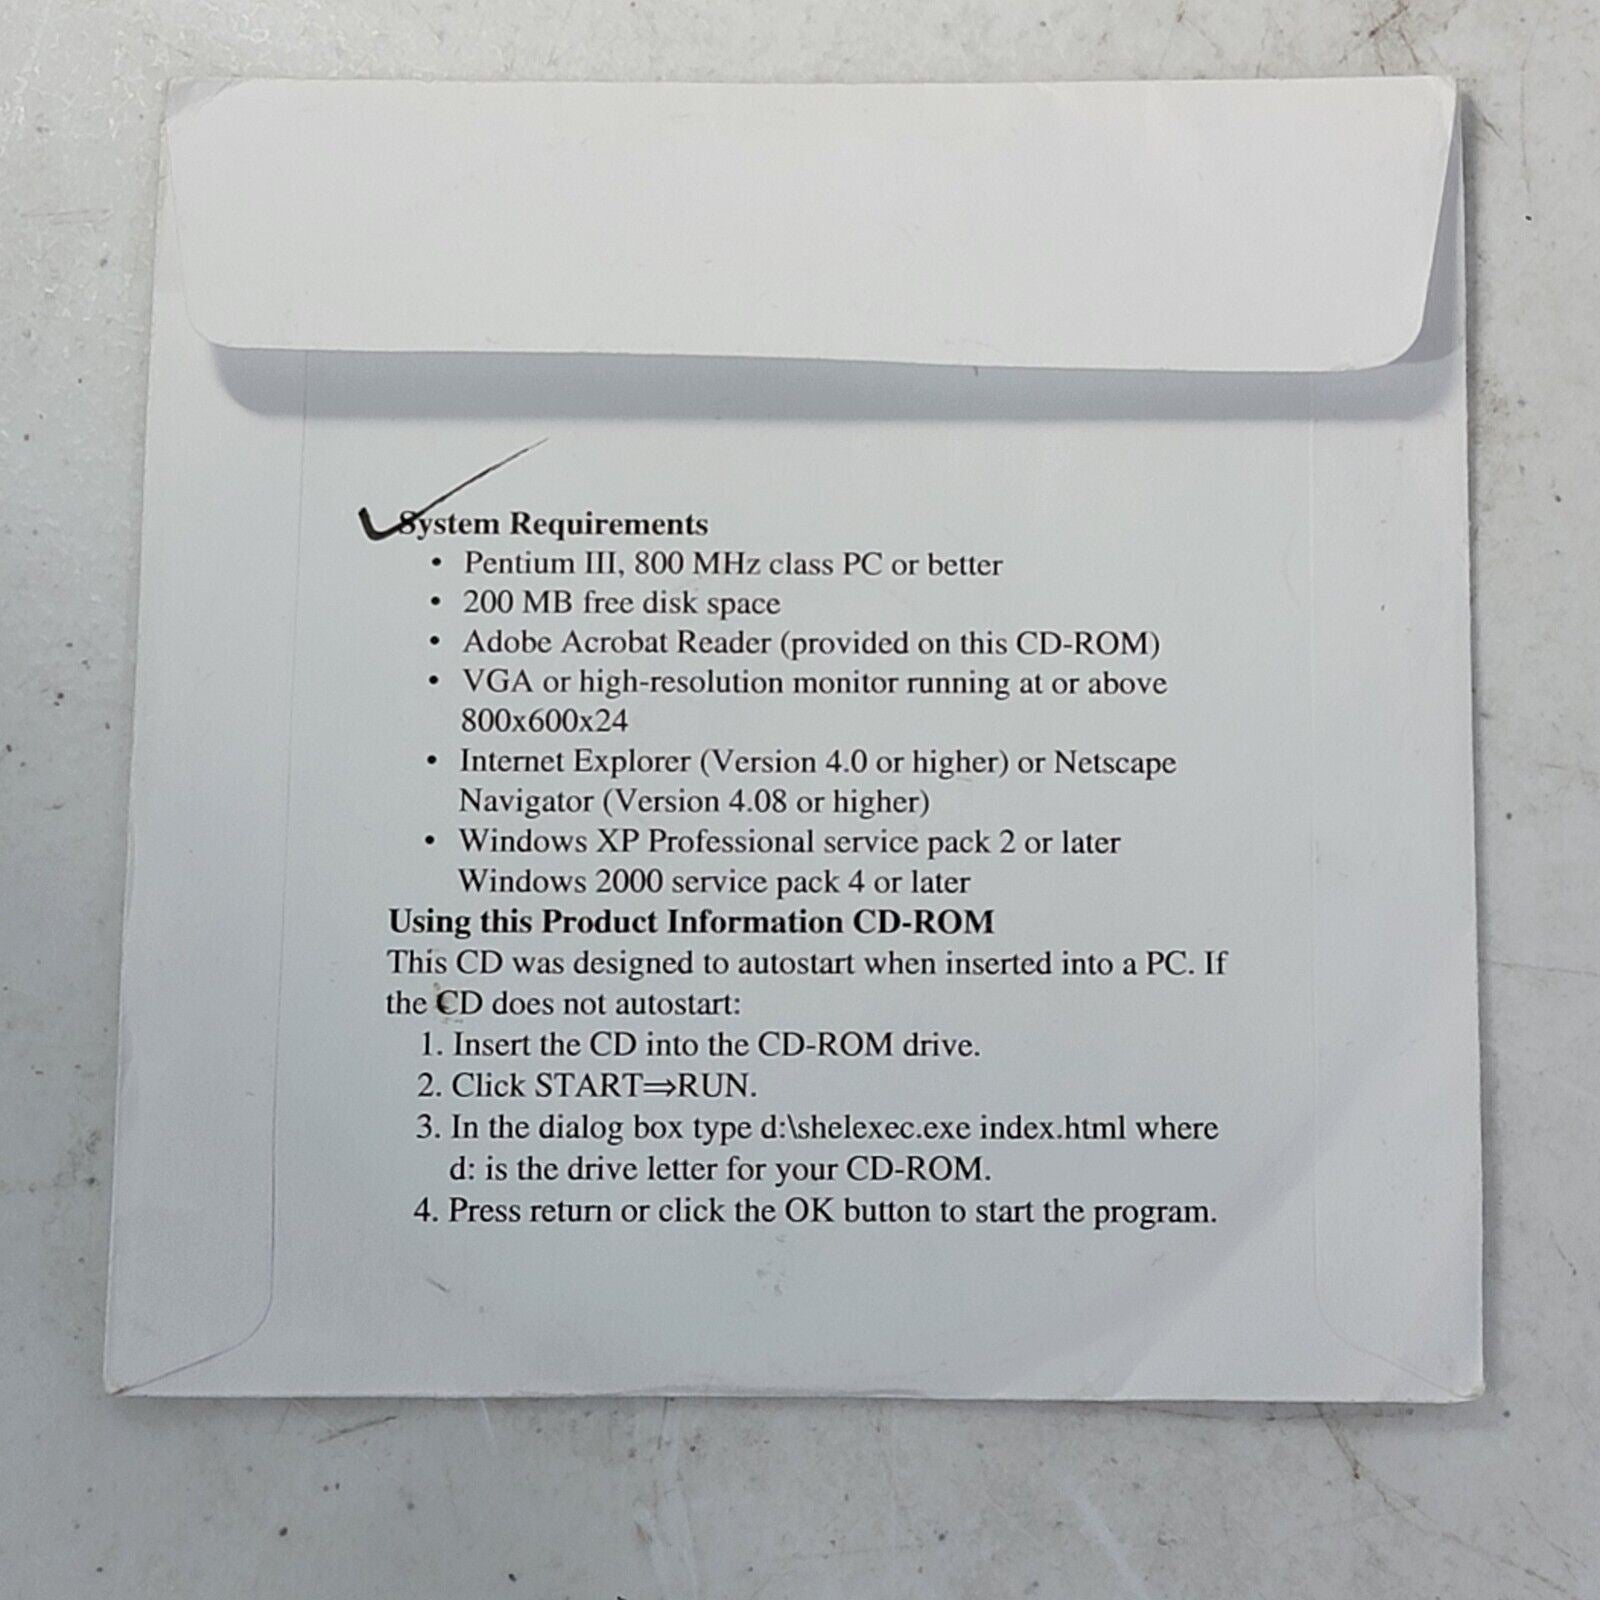 System Requirements
• Pentium III, 800 MHz class PC or better
• 200 MB free disk space
• Adobe Acrobat Reader (provided on this CD-ROM)
• VGA or high-resolution monitor running at or above
800x600x24
• Internet Explorer (Version 4.0 or higher) or Netscape
Navigator (Version 4.08 or higher)
• Windows XP Professional service pack 2 or later
Windows 2000 service pack 4 or later
Using this Product Information CD-ROM
This CD was designed to autostart when inserted into a PC. If
the CD does not autostart:
1. Insert the CD into the CD-ROM drive.
2. Click START⇒RUN.
3. In the dialog box type d:\shelexec.exe index.html where
d: is the drive letter for your CD-ROM.
4. Press return or click the OK button to start the program.